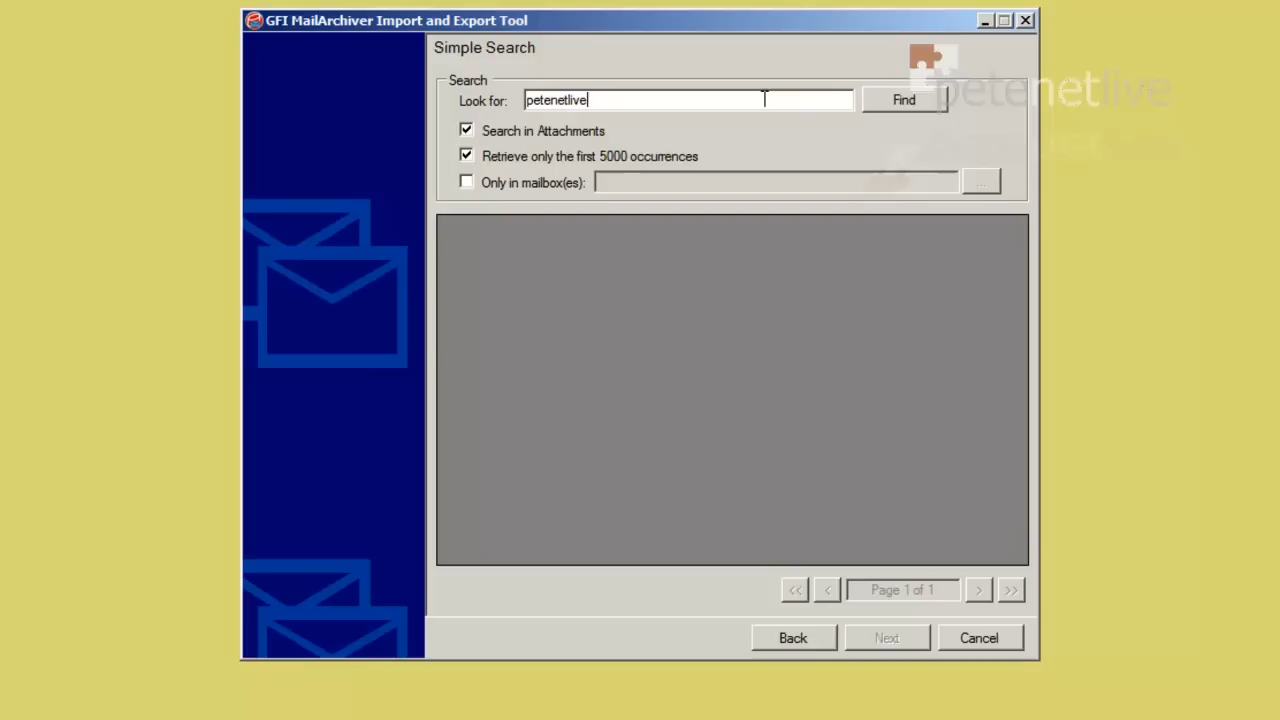 GFI MailArchiver Import and Export Tool
Simple Search
Search
Look for: petenetlive Find
Search in Attachments
Retrieve only the first 5000 occurrences
Only in mailbox(es): ...
<< < Page 1 of 1 > >>
Back Next Cancel
petenetlive